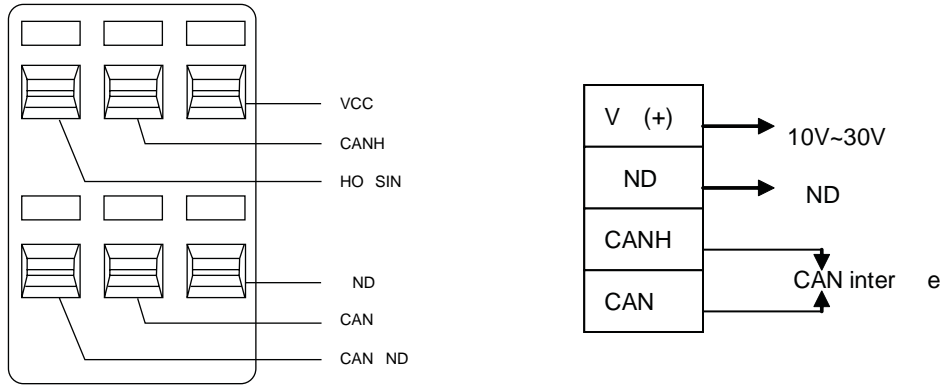 VCC
CANH
HO SIN
ND
CAN
CAN ND
V (+)
ND
CANH
CAN
10V~30V
ND
CAN inter e